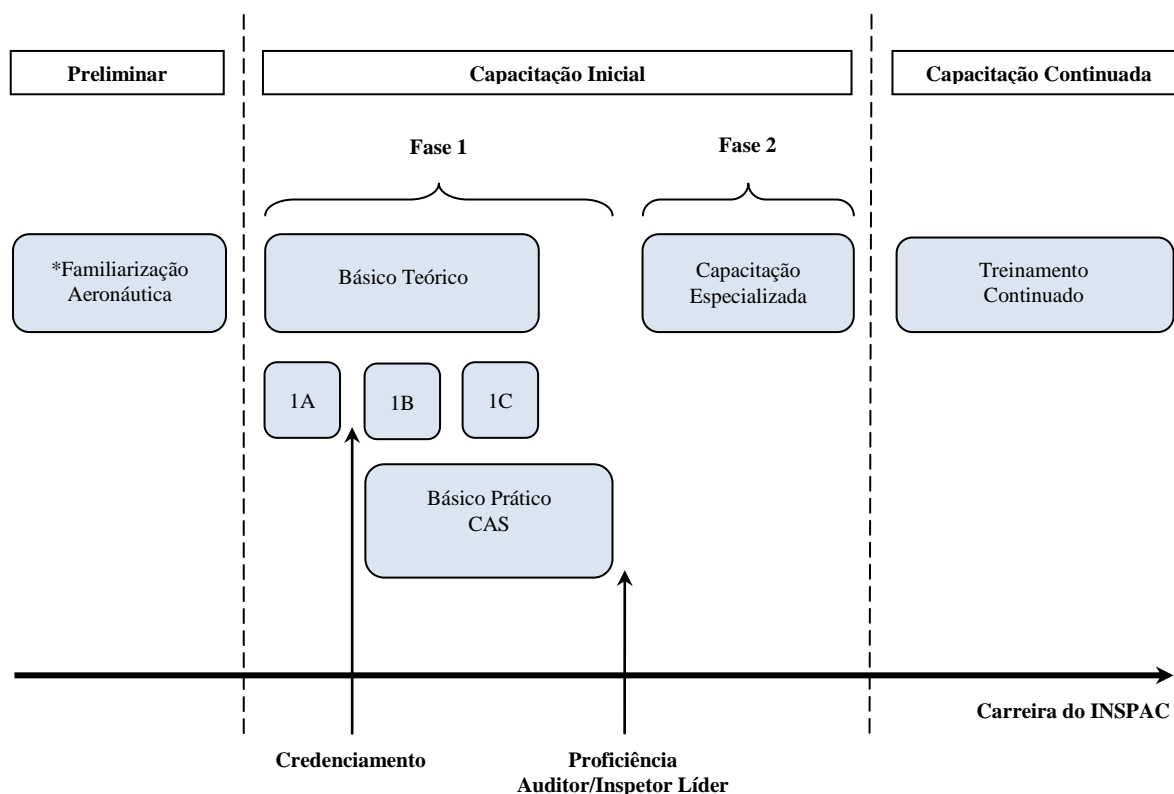 Preliminar
Capacitação Inicial
Capacitação Continuada
Fase 1
Fase 2
*Familiarização
Aeronáutica
Básico Teórico
Capacitação
Especializada
Treinamento
Continuado
1A
1B
1C
Básico Prático
CAS
Carreira do INSPAC
Credenciamento
Proficiência
Auditor/Inspetor Líder